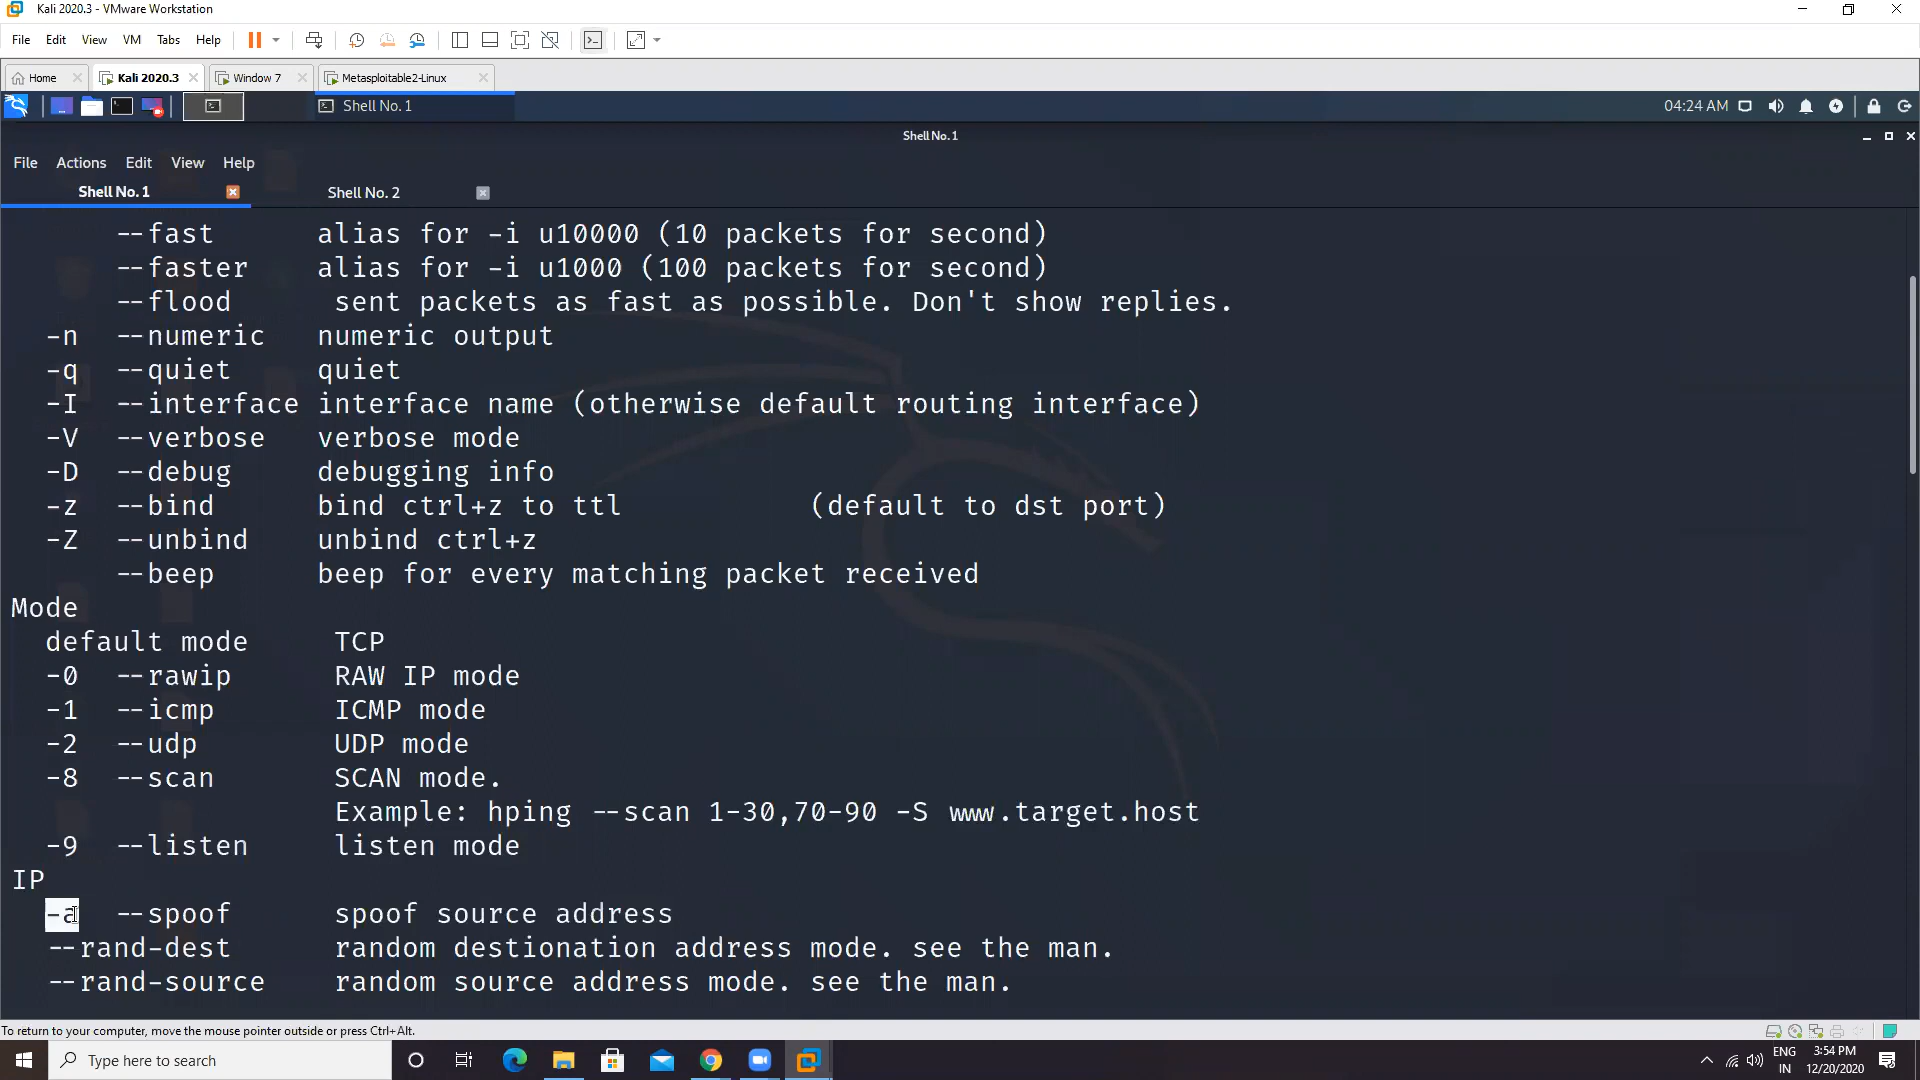 Kali 2020.3 - VMware Workstation
File Edit View VM Tabs Help
Home Kali 2020.3 Window 7 Metasploitable2-Linux
Shell No. 1 04:24 AM
Shell No. 1
File Actions Edit View Help
Shell No. 1 Shell No. 2
--fast alias for -i u10000 (10 packets for second)
--faster alias for -i u1000 (100 packets for second)
--flood sent packets as fast as possible. Don't show replies.
-n --numeric numeric output
-q --quiet quiet
-I --interface interface name (otherwise default routing interface)
-V --verbose verbose mode
-D --debug debugging info
-z --bind bind ctrl+z to ttl (default to dst port)
-Z --unbind unbind ctrl+z
--beep beep for every matching packet received
Mode
default mode TCP
-0 --rawip RAW IP mode
-1 --icmp ICMP mode
-2 --udp UDP mode
-8 --scan SCAN mode.
Example: hping --scan 1-30,70-90 -S www.target.host
-9 --listen listen mode
IP
-a --spoof spoof source address
--rand-dest random destionation address mode. see the man.
--rand-source random source address mode. see the man.
To return to your computer, move the mouse pointer outside or press Ctrl+Alt.
Type here to search
ENG 3:54 PM
IN 12/20/2020